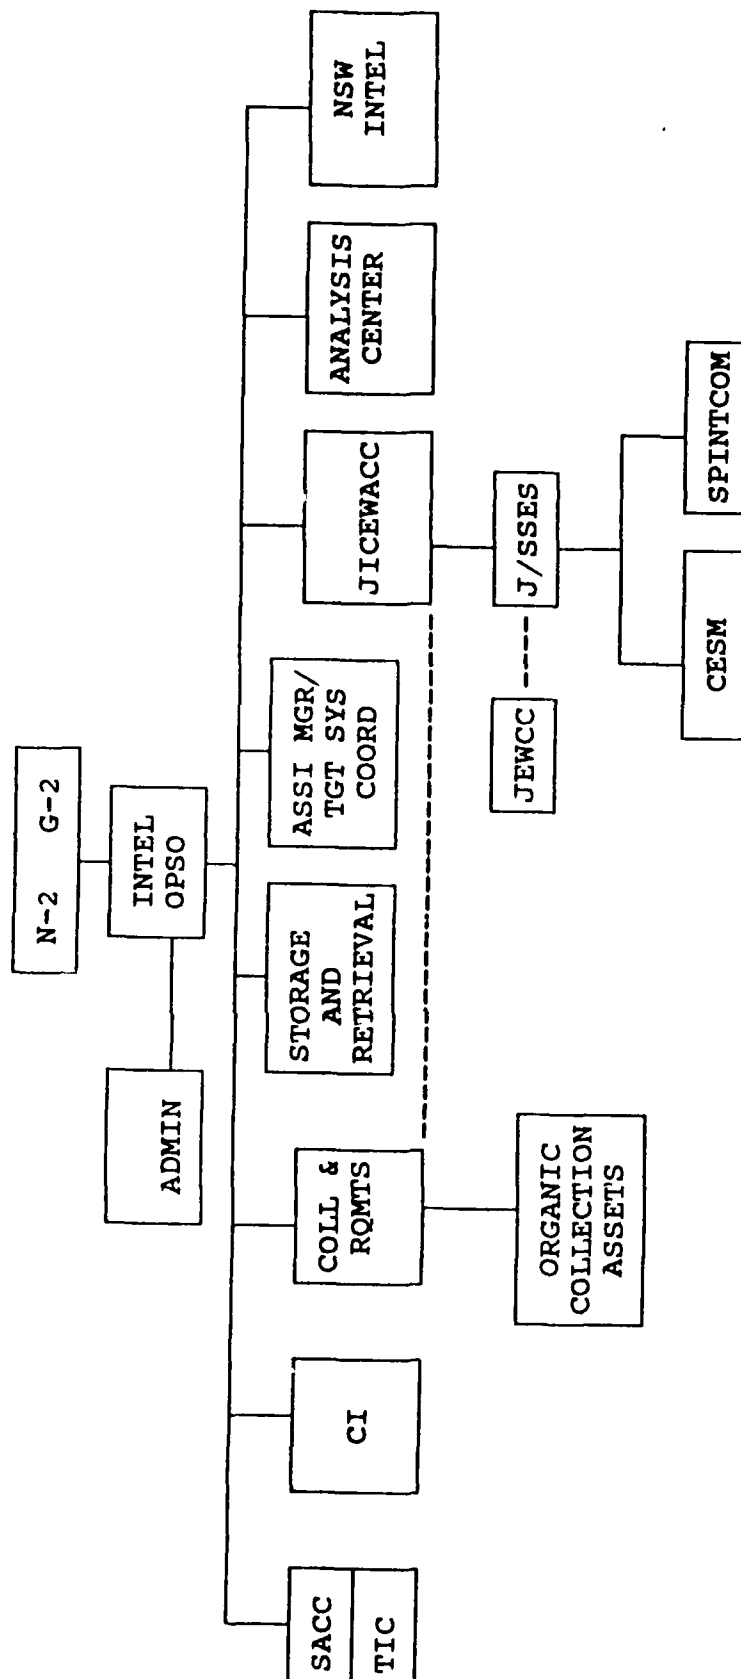 N-2 G-2
INTEL
OPSO
ADMIN
SACC
TIC
CI
COLL &
RQMTS
STORAGE
AND
RETRIEVAL
ASSI MGR/
TGT SYS
COORD
JICEWACC
ANALYSIS
CENTER
NSW
INTEL
ORGANIC
COLLECTION
ASSETS
JEWCC
J/SSES
CESM
SPINTCOM